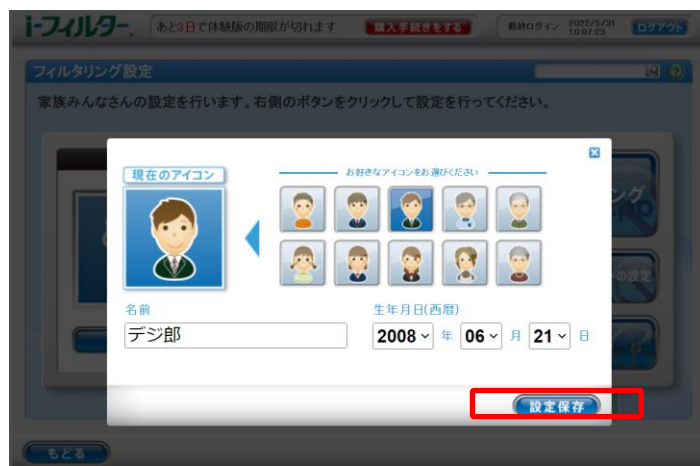 i-フィルター.
あと3日で体験版の期限が切れます
購入手続きをする
最終ログイン 2022/5/31 10:07:23
ログアウト
フィルタリング設定
家族みんなさんの設定を行います。右側のボタンをクリックして設定を行ってください。
現在のアイコン
お好きなアイコンをお選びください
名前
生年月日(西暦)
デジ郎
2008 年 06 月 21 日
設定保存
ング
の設定
もどる